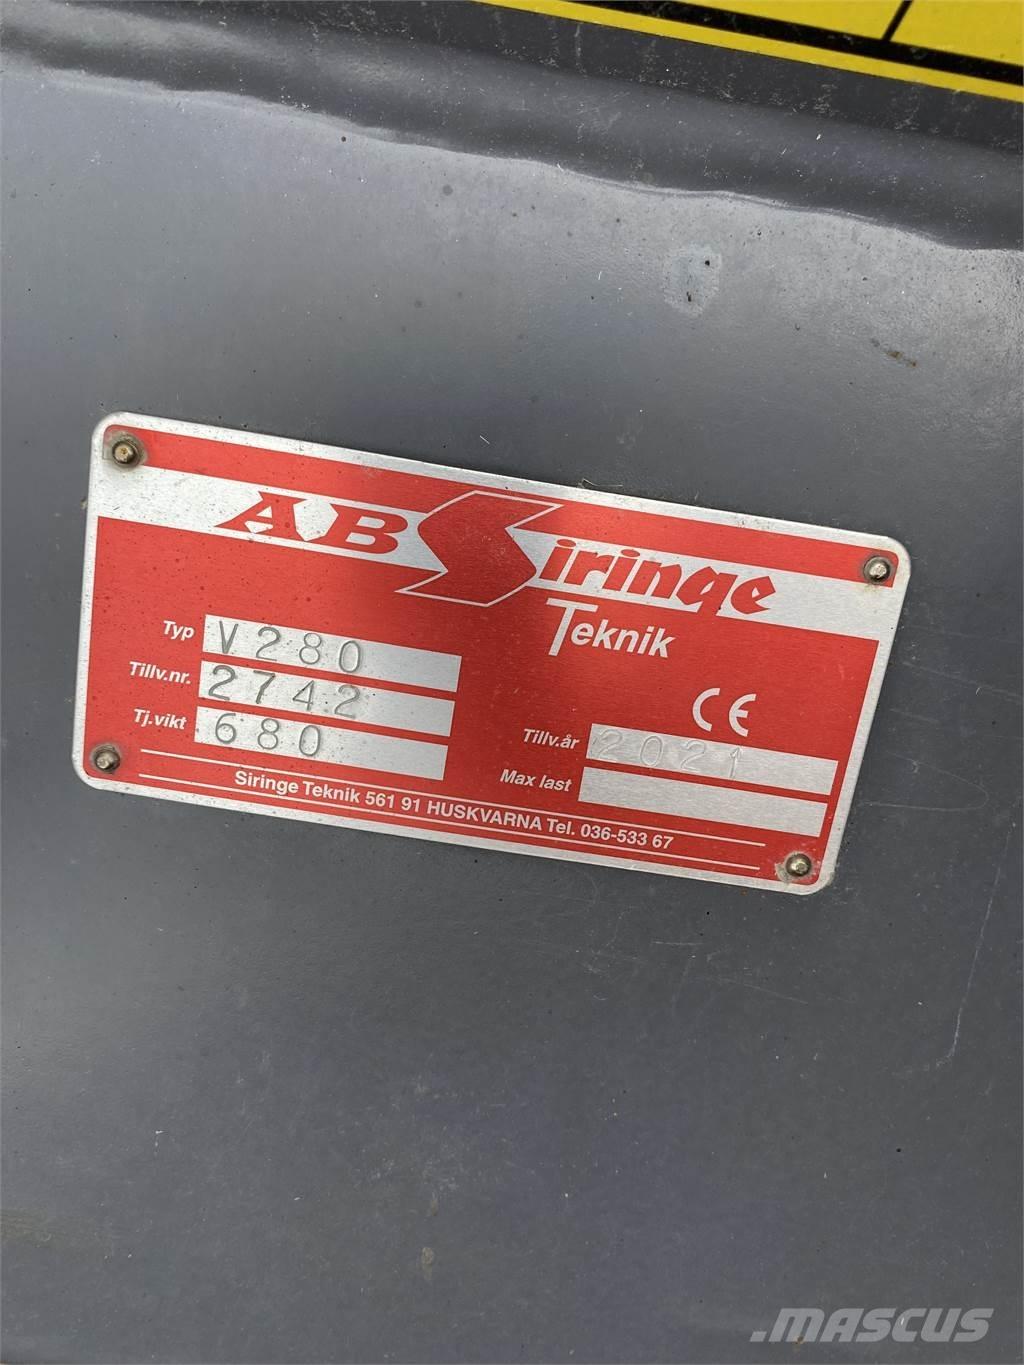 AB Siringe
Teknik
Typ V280
Tillv.nr. 2742
Tj.vikt 680
CE
Tillv.år 2021
Max last
Siringe Teknik 561 91 HUSKVARNA Tel. 036-533 67
.MASCUS